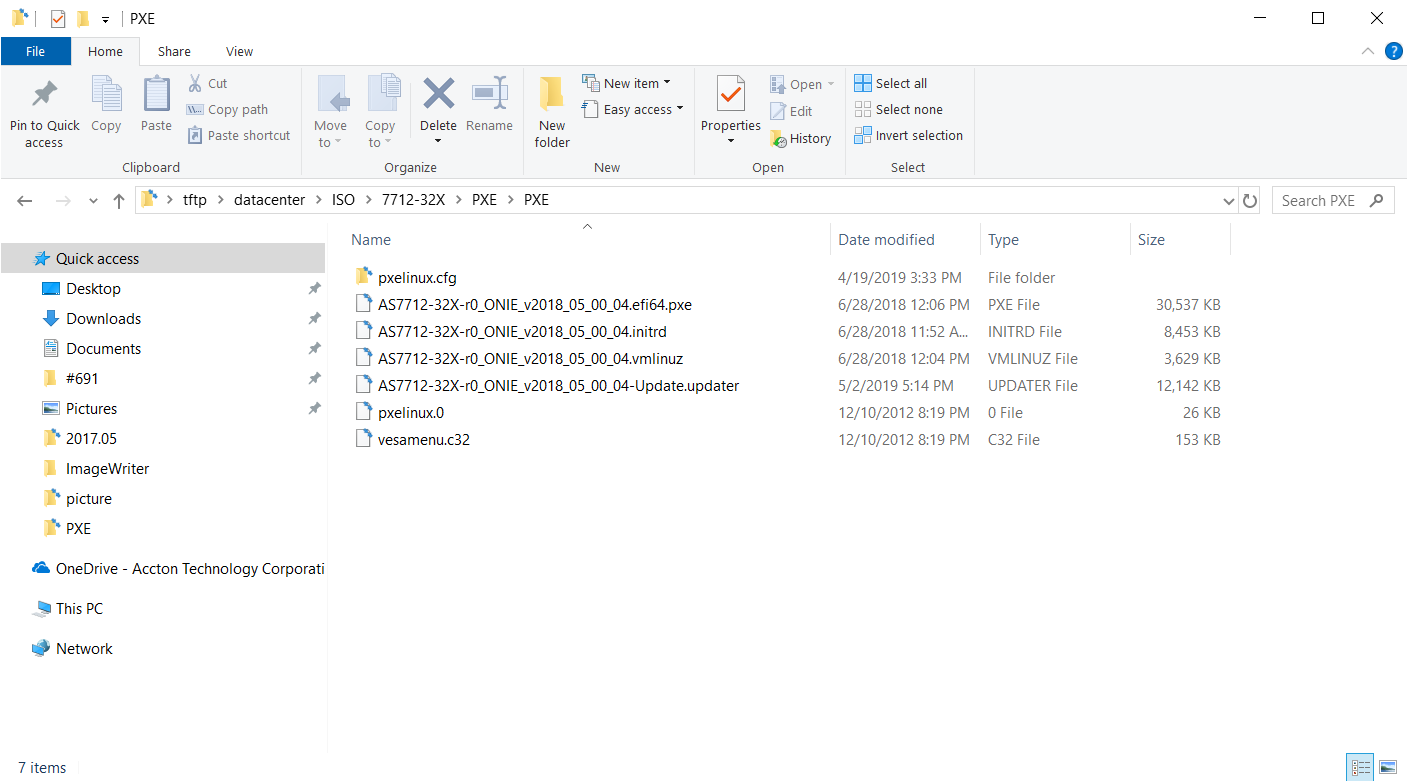 PXE
File Home Share View
Pin to Quick access
Copy
Paste
Cut
Copy path
Paste shortcut
Clipboard
Move to
Copy to
Delete
Rename
Organize
New folder
New item
Easy access
New
Properties
Open
Edit
History
Open
Select all
Select none
Invert selection
Select
tftp datacenter ISO 7712-32X PXE PXE
Search PXE
Quick access
Desktop
Downloads
Documents
#691
Pictures
2017.05
ImageWriter
picture
PXE
OneDrive - Accton Technology Corporati
This PC
Network
Name Date modified Type Size
pxelinux.cfg 4/19/2019 3:33 PM File folder
AS7712-32X-r0_ONIE_v2018_05_00_04.efi64.pxe 6/28/2018 12:06 PM PXE File 30,537 KB
AS7712-32X-r0_ONIE_v2018_05_00_04.initrd 6/28/2018 11:52 A... INITRD File 8,453 KB
AS7712-32X-r0_ONIE_v2018_05_00_04.vmlinuz 6/28/2018 12:04 PM VMLINUZ File 3,629 KB
AS7712-32X-r0_ONIE_v2018_05_00_04-Update.updater 5/2/2019 5:14 PM UPDATER File 12,142 KB
pxelinux.0 12/10/2012 8:19 PM 0 File 26 KB
vesamenu.c32 12/10/2012 8:19 PM C32 File 153 KB
7 items